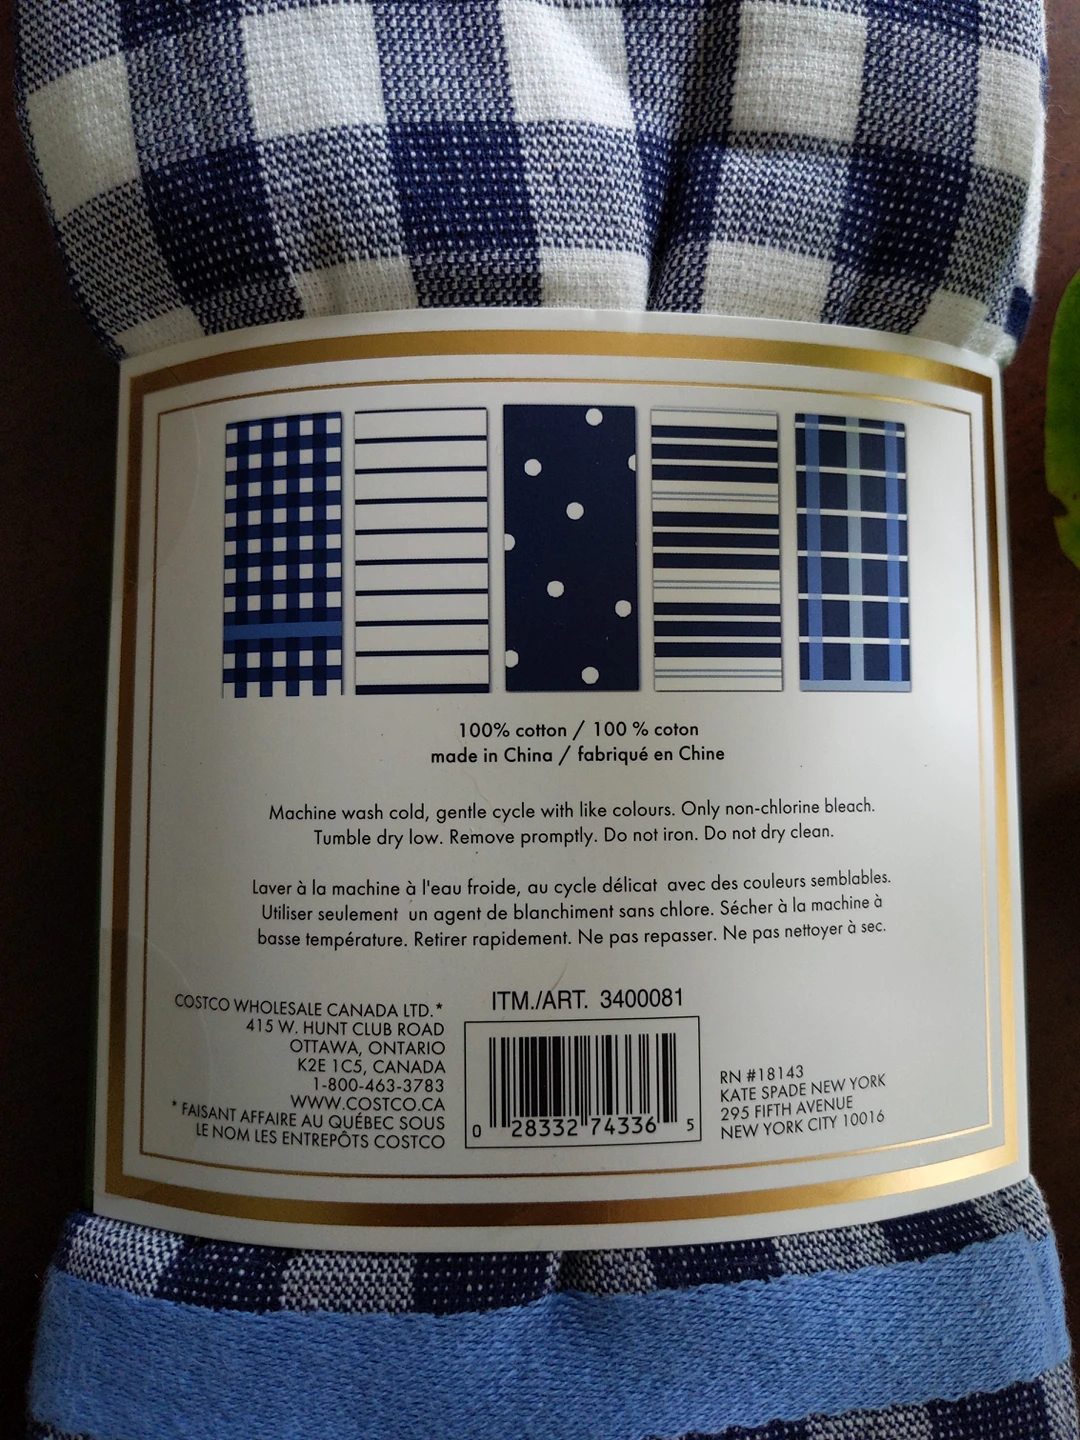 100% cotton / 100 % coton
made in China / fabriqué en Chine
Machine wash cold, gentle cycle with like colours. Only non-chlorine bleach.
Tumble dry low. Remove promptly. Do not iron. Do not dry clean.
Laver à la machine à l'eau froide, au cycle délicat avec des couleurs semblables.
Utiliser seulement un agent de blanchiment sans chlore. Sécher à la machine à
basse température. Retirer rapidement. Ne pas repasser. Ne pas nettoyer à sec.
COSTCO WHOLESALE CANADA LTD.*
415 W. HUNT CLUB ROAD
OTTAWA, ONTARIO
K2E 1C5, CANADA
1-800-463-3783
WWW.COSTCO.CA
* FAISANT AFFAIRE AU QUÉBEC SOUS
LE NOM LES ENTREPÔTS COSTCO
ITM./ART. 3400081
0 28332 74336 5
RN #18143
KATE SPADE NEW YORK
295 FIFTH AVENUE
NEW YORK CITY 10016